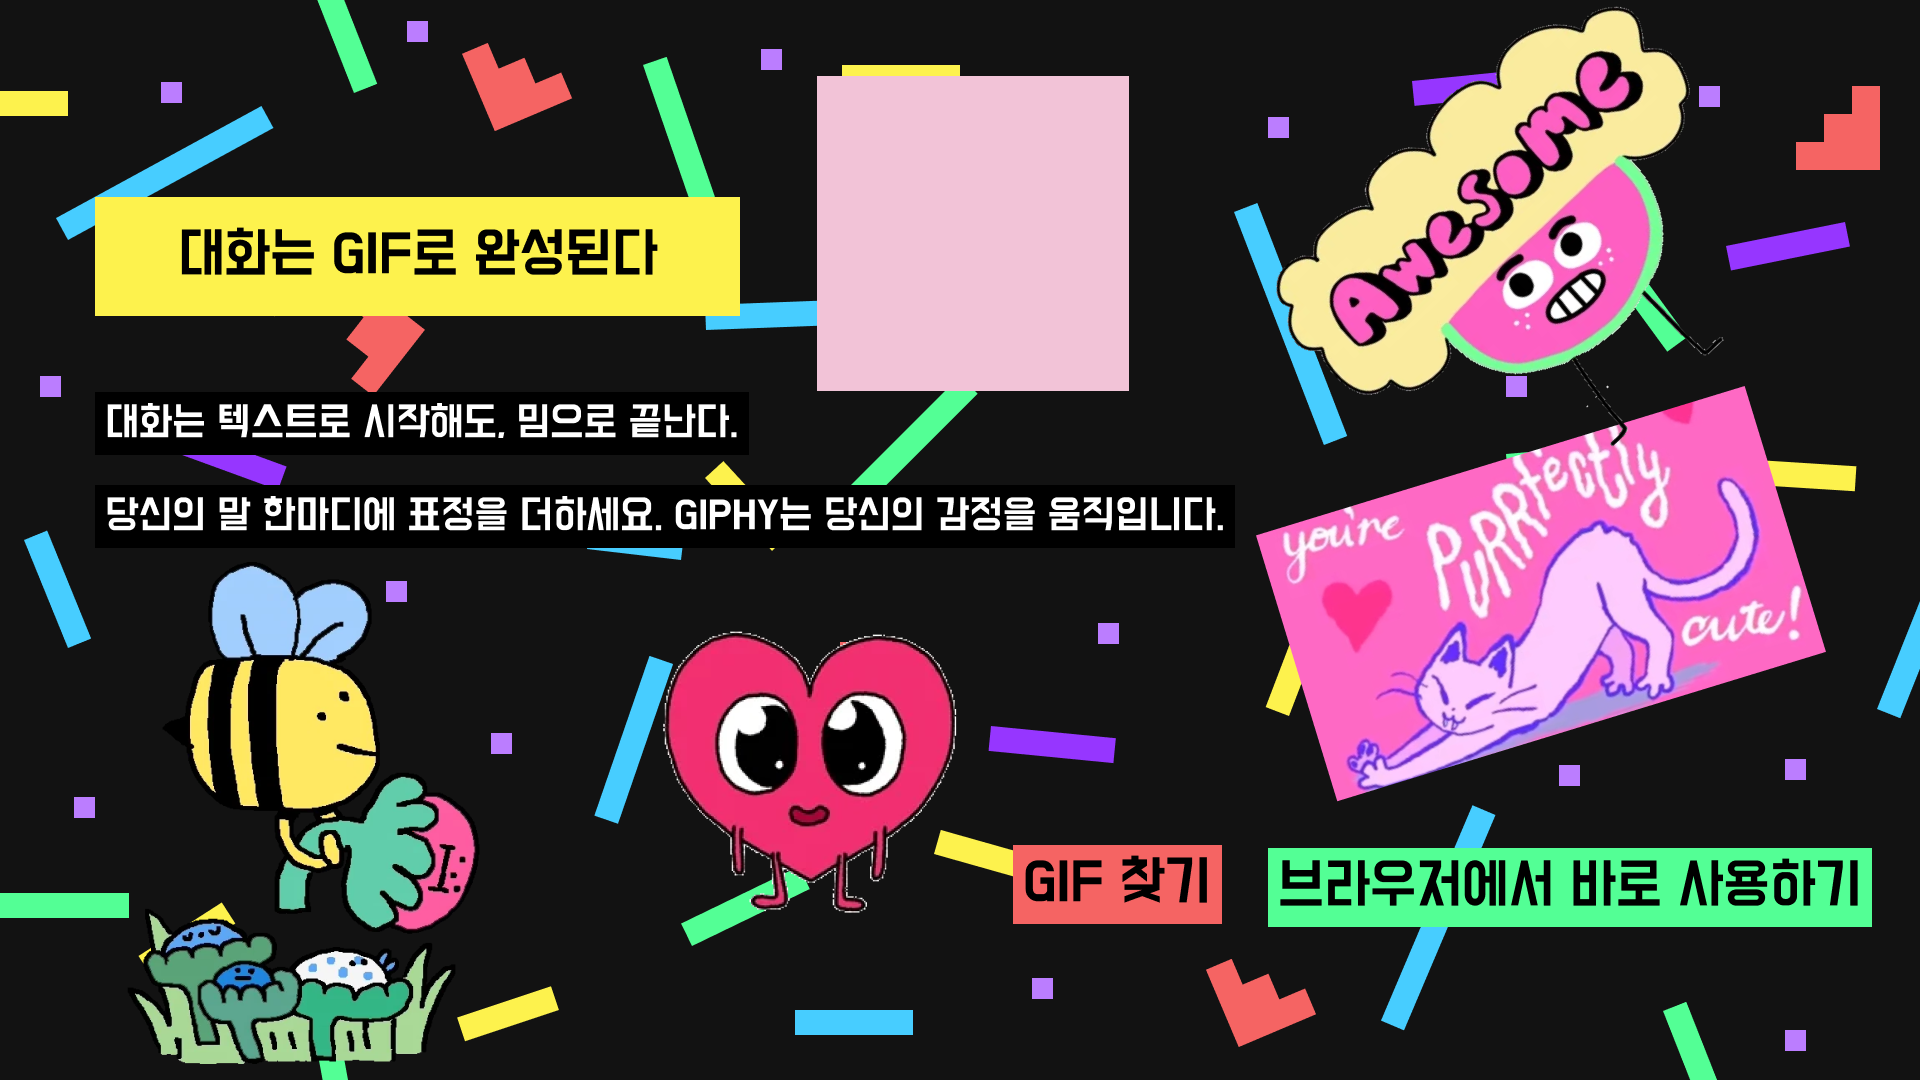 대화는 GIF로 완성된다
대화는 텍스트로 시작해도, 밈으로 끝난다.
당신의 말 한마디에 표정을 더하세요. GIPHY는 당신의 감정을 움직입니다.
Awesome
you're PURRfectly
cute!
GIF 찾기
브라우저에서 바로 사용하기